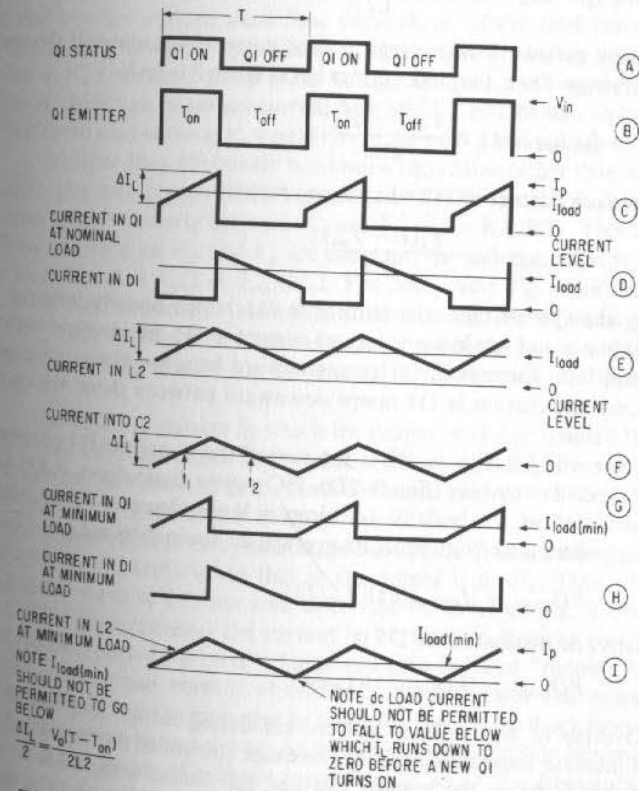 T
Q1 STATUS
Q1 ON
Q1 OFF
Q1 ON
Q1 OFF
A
Q1 EMITTER
Ton
Toff
Ton
Toff
Vin
0
B
ΔIL
CURRENT IN Q1
AT NOMINAL
LOAD
Ip
Iload
0
C
CURRENT
LEVEL
CURRENT IN D1
Iload
0
D
ΔIL
CURRENT IN L2
Iload
0
E
CURRENT
LEVEL
CURRENT INTO C2
ΔIL
t1
t2
0
F
CURRENT IN Q1
AT MINIMUM
LOAD
Iload(min)
0
G
CURRENT IN D1
AT MINIMUM
LOAD
0
H
CURRENT IN L2
AT MINIMUM LOAD
Iload(min)
Ip
0
I
NOTE Iload(min)
SHOULD NOT BE
PERMITTED TO GO
BELOW
ΔIL/2 = Vo(T−Ton)/2L2
NOTE dc LOAD CURRENT
SHOULD NOT BE PERMITTED
TO FALL TO VALUE BELOW
WHICH IL RUNS DOWN TO
ZERO BEFORE A NEW Q1
TURNS ON